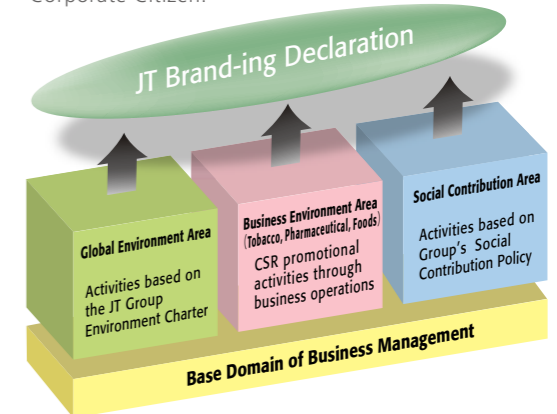 Corporate Citizen.
JT Brand-ing Declaration
Global Environment Area
Activities based on
the JT Group
Environment Charter
Business Environment Area
(Tobacco, Pharmaceutical, Foods)
CSR promotional
activities through
business operations
Social Contribution Area
Activities based on
Group's Social
Contribution Policy
Base Domain of Business Management